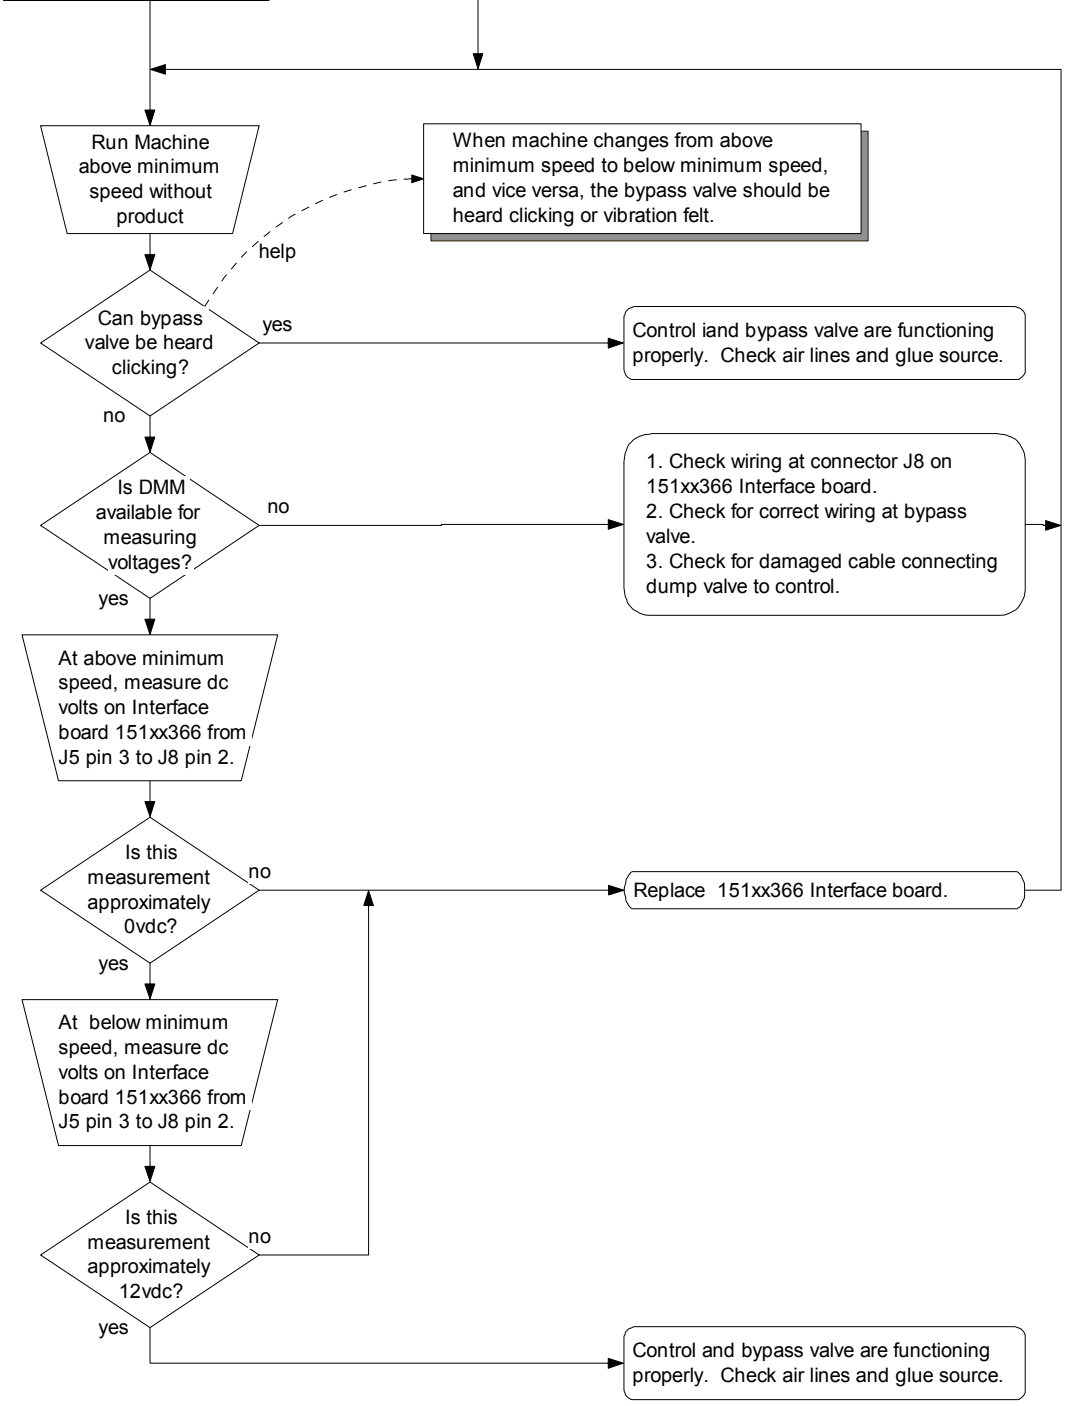 Run Machine
above minimum
speed without
product
When machine changes from above
minimum speed to below minimum speed,
and vice versa, the bypass valve should be
heard clicking or vibration felt.
help
Can bypass
valve be heard
clicking?
yes
Control iand bypass valve are functioning
properly.  Check air lines and glue source.
no
Is DMM
available for
measuring
voltages?
no
1. Check wiring at connector J8 on
151xx366 Interface board.
2. Check for correct wiring at bypass
valve.
3. Check for damaged cable connecting
dump valve to control.
yes
At above minimum
speed, measure dc
volts on Interface
board 151xx366 from
J5 pin 3 to J8 pin 2.
Is this
measurement
approximately
0vdc?
no
Replace  151xx366 Interface board.
yes
At  below minimum
speed, measure dc
volts on Interface
board 151xx366 from
J5 pin 3 to J8 pin 2.
Is this
measurement
approximately
12vdc?
no
yes
Control and bypass valve are functioning
properly.  Check air lines and glue source.